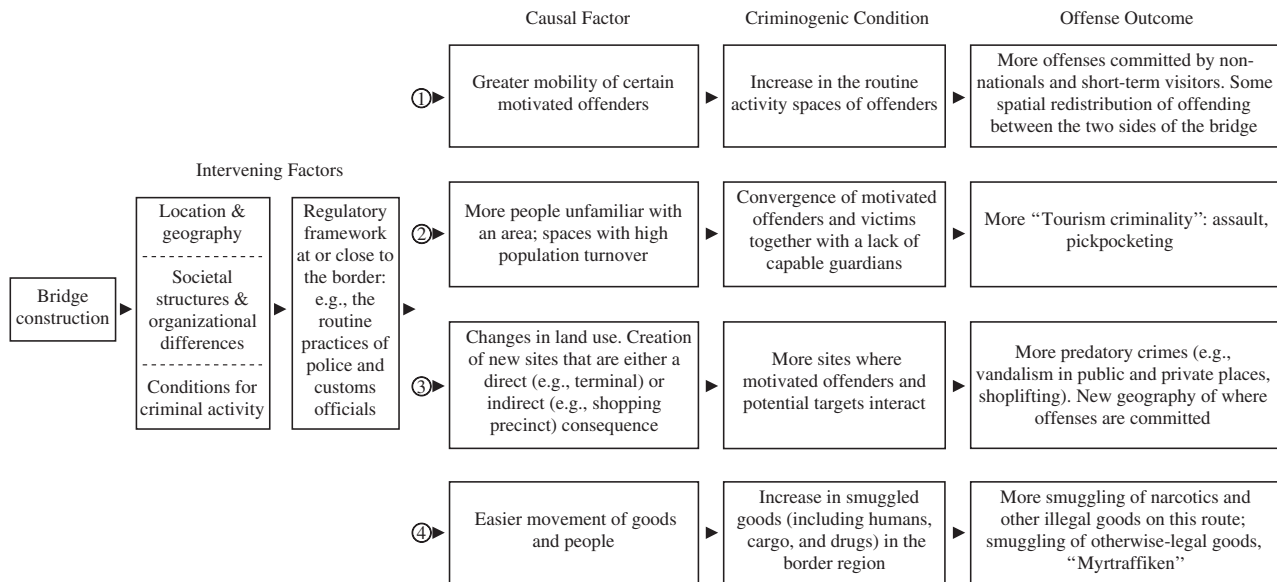 Causal Factor
Criminogenic Condition
Offense Outcome
Intervening Factors
Bridge
construction
Location &
geography
Societal
structures &
organizational
differences
Conditions for
criminal activity
Regulatory
framework
at or close to
the border:
e.g., the
routine
practices of
police and
customs
officials
1
Greater mobility of certain
motivated offenders
Increase in the routine
activity spaces of offenders
More offenses committed by non-
nationals and short-term visitors. Some
spatial redistribution of offending
between the two sides of the bridge
2
More people unfamiliar with
an area; spaces with high
population turnover
Convergence of motivated
offenders and victims
together with a lack of
capable guardians
More “Tourism criminality”: assault,
pickpocketing
3
Changes in land use. Creation
of new sites that are either a
direct (e.g., terminal) or
indirect (e.g., shopping
precinct) consequence
More sites where
motivated offenders and
potential targets interact
More predatory crimes (e.g.,
vandalism in public and private places,
shoplifting). New geography of where
offenses are committed
4
Easier movement of goods
and people
Increase in smuggled
goods (including humans,
cargo, and drugs) in the
border region
More smuggling of narcotics and
other illegal goods on this route;
smuggling of otherwise-legal goods,
“Myrtraffiken”